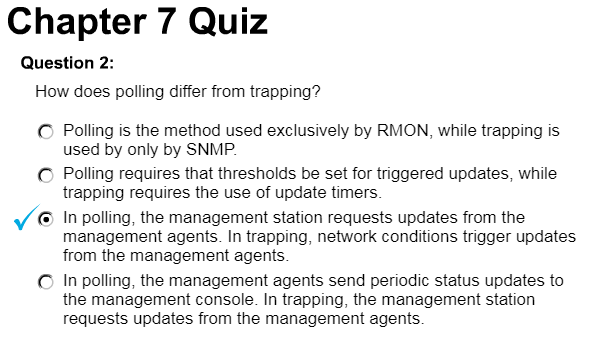 Chapter 7 Quiz
Question 2:
How does polling differ from trapping?
Polling is the method used exclusively by RMON, while trapping is
used by only by SNMP.
Polling requires that thresholds be set for triggered updates, while
trapping requires the use of update timers.
In polling, the management station requests updates from the
management agents. In trapping, network conditions trigger updates
from the management agents.
In polling, the management agents send periodic status updates to
the management console. In trapping, the management station
requests updates from the management agents.